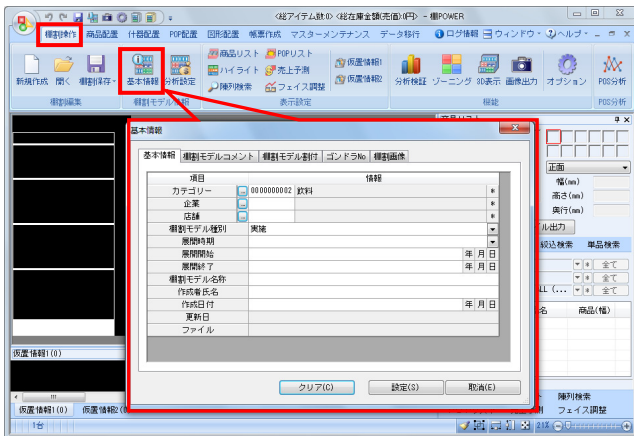 <総アイテム数:0> <総在庫金額(売価):0円> - 棚POWER
棚割操作 商品配置 什器配置 POP配置 図形配置 帳票作成 マスターメンテナンス データ移行 ログ情報 ウィンドウ ヘルプ
新規作成 開く 棚割保存 基本情報 分析設定
商品リスト POPリスト 仮置情報1
ハイライト 売上予測 仮置情報2
陳列検索 フェイス調整
分析検証 ゾーニング 3D表示 画像出力 オプション POS分析
棚割編集 棚割モデル情報 表示設定 機能 POS分析
基本情報
基本情報 棚割モデルコメント 棚割モデル割付 ゴンドラNo 棚割画像
項目 情報
カテゴリー ... 0000000002 飲料 *
企業 ... *
店舗 ... *
棚割モデル種別 実施
展開時期
展開開始 年 月 日
展開終了 年 月 日
棚割モデル名称
作成者氏名
作成日付 年 月 日
更新日
ファイル
クリア(C) 設定(S) 取消(E)
正面
幅(mm)
高さ(mm)
奥行(mm)
ル出力
絞込検索 単品検索
* 全て
* 全て
LL (... * 全て
名 商品(幅)
仮置情報1(0)
仮置情報1(0) 仮置情報2(
陳列検索
フェイス調整
1台
21%